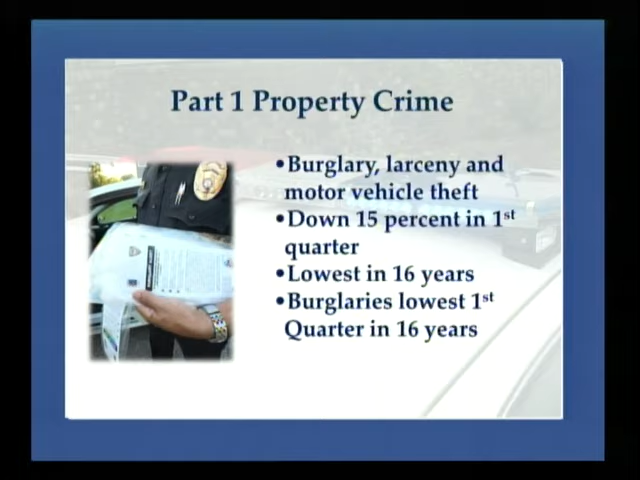 Part 1 Property Crime
•Burglary, larceny and
motor vehicle theft
•Down 15 percent in 1st
quarter
•Lowest in 16 years
•Burglaries lowest 1st
Quarter in 16 years